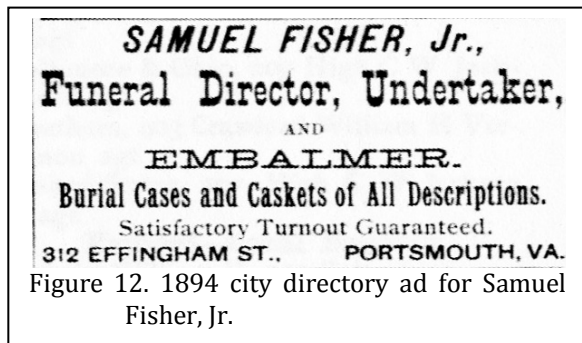 SAMUEL FISHER, Jr.,
Funeral Director, Undertaker,
AND
EMBALMER.
Burial Cases and Caskets of All Descriptions.
Satisfactory Turnout Guaranteed.
312 EFFINGHAM ST., PORTSMOUTH, VA.
Figure 12. 1894 city directory ad for Samuel
Fisher, Jr.